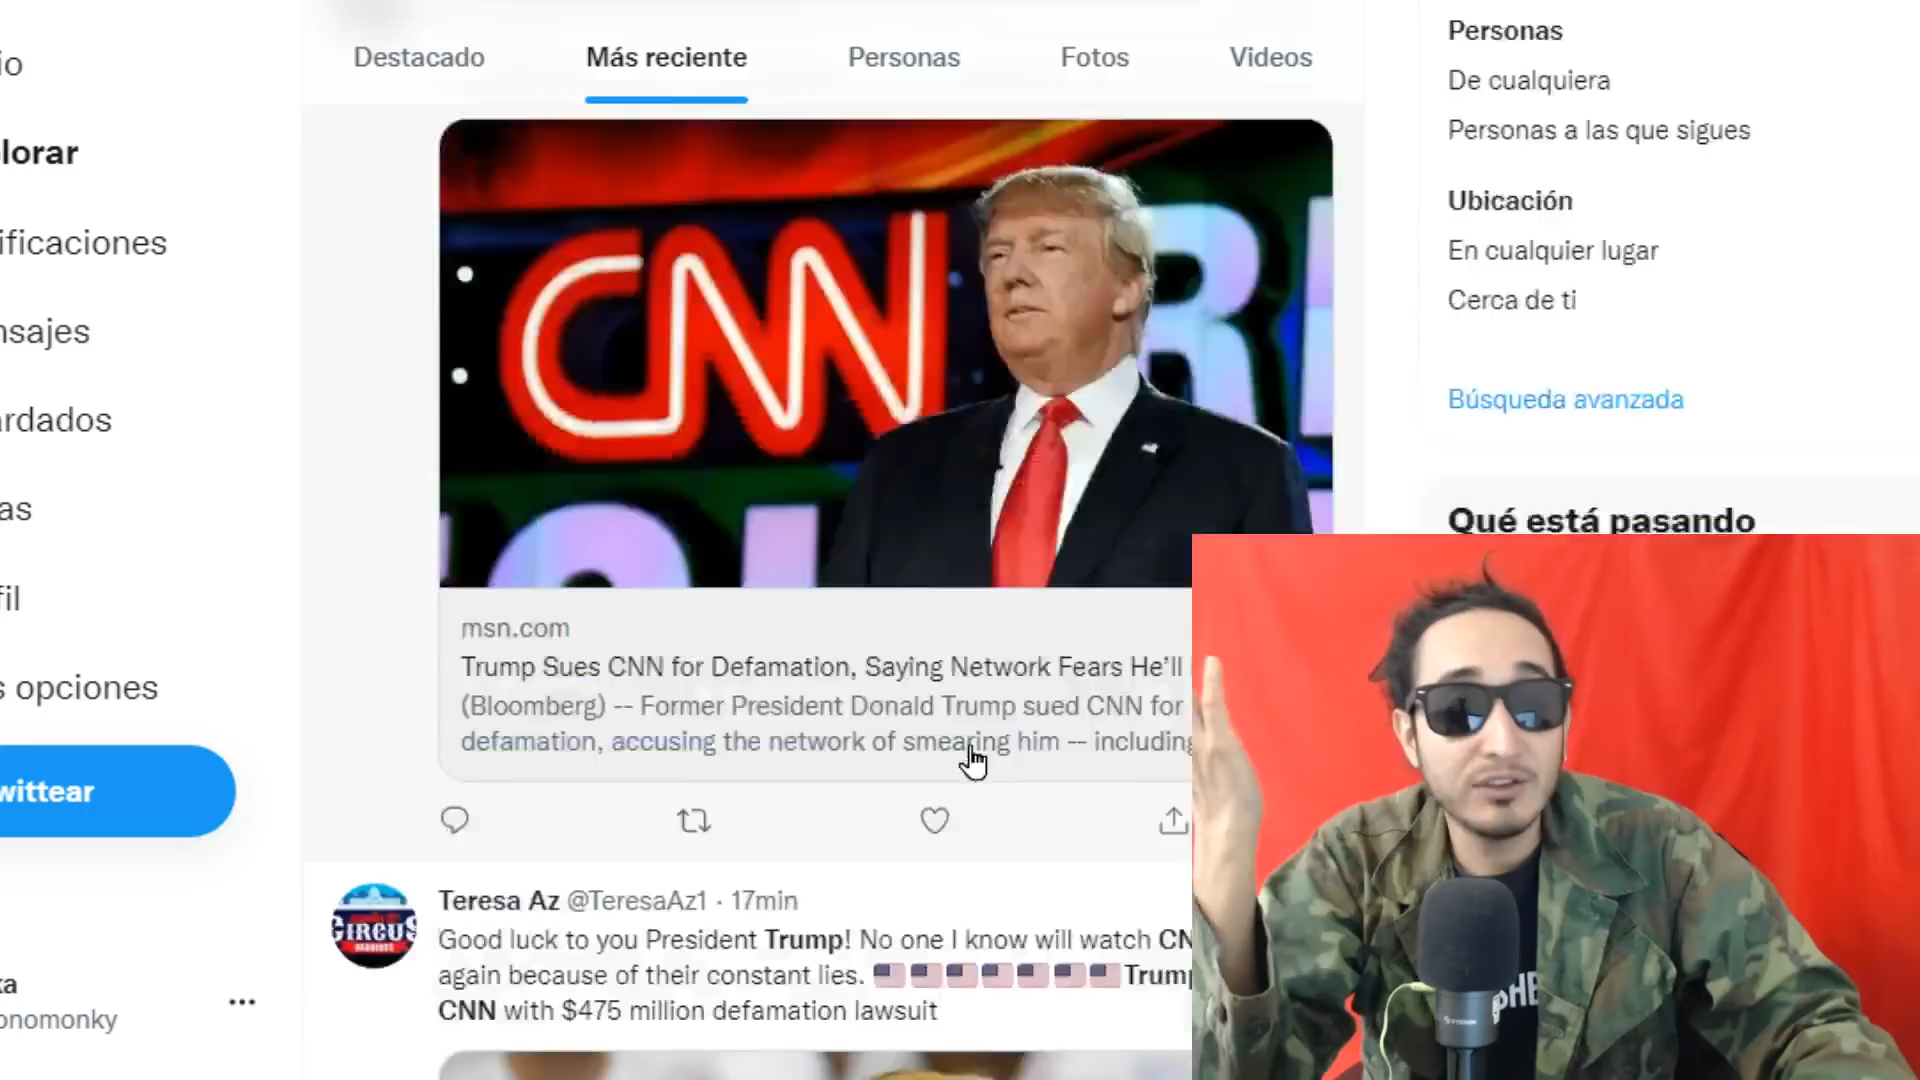 Destacado
Más reciente
Personas
Fotos
Videos
io
lorar
ificaciones
nsajes
ardados
as
fil
s opciones
wittear
ka
onomonky
CNN
msn.com
Trump Sues CNN for Defamation, Saying Network Fears He'll
(Bloomberg) -- Former President Donald Trump sued CNN for
defamation, accusing the network of smearing him -- including
Teresa Az @TeresaAz1 · 17min
Good luck to you President Trump! No one I know will watch CN
again because of their constant lies. 🇺🇸🇺🇸🇺🇸🇺🇸🇺🇸🇺🇸🇺🇸Trump
CNN with $475 million defamation lawsuit
CIRCUS
Personas
De cualquiera
Personas a las que sigues
Ubicación
En cualquier lugar
Cerca de ti
Búsqueda avanzada
Qué está pasando